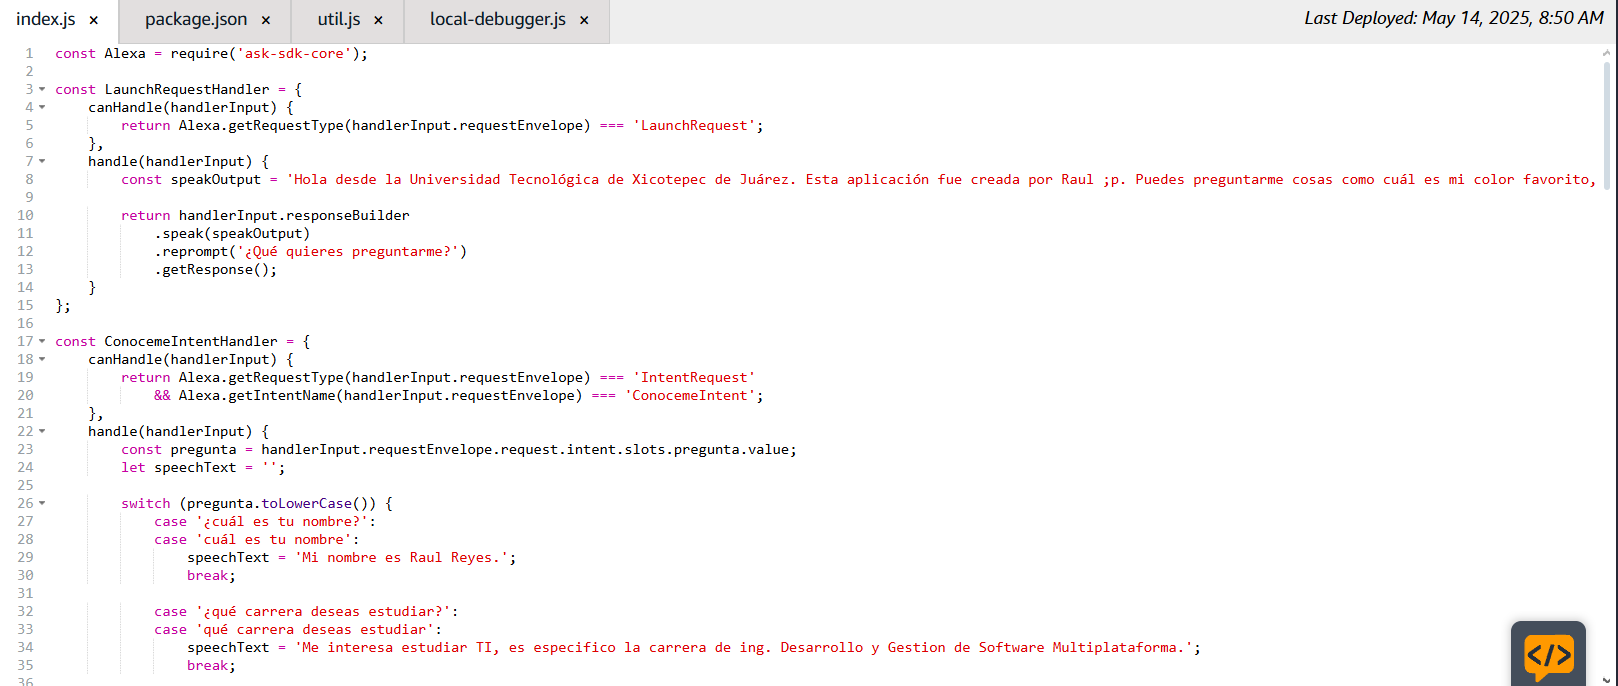 index.js × package.json × util.js × local-debugger.js × Last Deployed: May 14, 2025, 8:50 AM
1 const Alexa = require('ask-sdk-core');
2
3 const LaunchRequestHandler = {
4 canHandle(handlerInput) {
5 return Alexa.getRequestType(handlerInput.requestEnvelope) === 'LaunchRequest';
6 },
7 handle(handlerInput) {
8 const speakOutput = 'Hola desde la Universidad Tecnológica de Xicotepec de Juárez. Esta aplicación fue creada por Raul ;p. Puedes preguntarme cosas como cuál es mi color favorito,
9
10 return handlerInput.responseBuilder
11 .speak(speakOutput)
12 .reprompt('¿Qué quieres preguntarme?')
13 .getResponse();
14 }
15 };
16
17 const ConocemeIntentHandler = {
18 canHandle(handlerInput) {
19 return Alexa.getRequestType(handlerInput.requestEnvelope) === 'IntentRequest'
20 && Alexa.getIntentName(handlerInput.requestEnvelope) === 'ConocemeIntent';
21 },
22 handle(handlerInput) {
23 const pregunta = handlerInput.requestEnvelope.request.intent.slots.pregunta.value;
24 let speechText = '';
25
26 switch (pregunta.toLowerCase()) {
27 case '¿cuál es tu nombre?':
28 case 'cuál es tu nombre':
29 speechText = 'Mi nombre es Raul Reyes.';
30 break;
31
32 case '¿qué carrera deseas estudiar?':
33 case 'qué carrera deseas estudiar':
34 speechText = 'Me interesa estudiar TI, es especifico la carrera de ing. Desarrollo y Gestion de Software Multiplataforma.';
35 break;
36